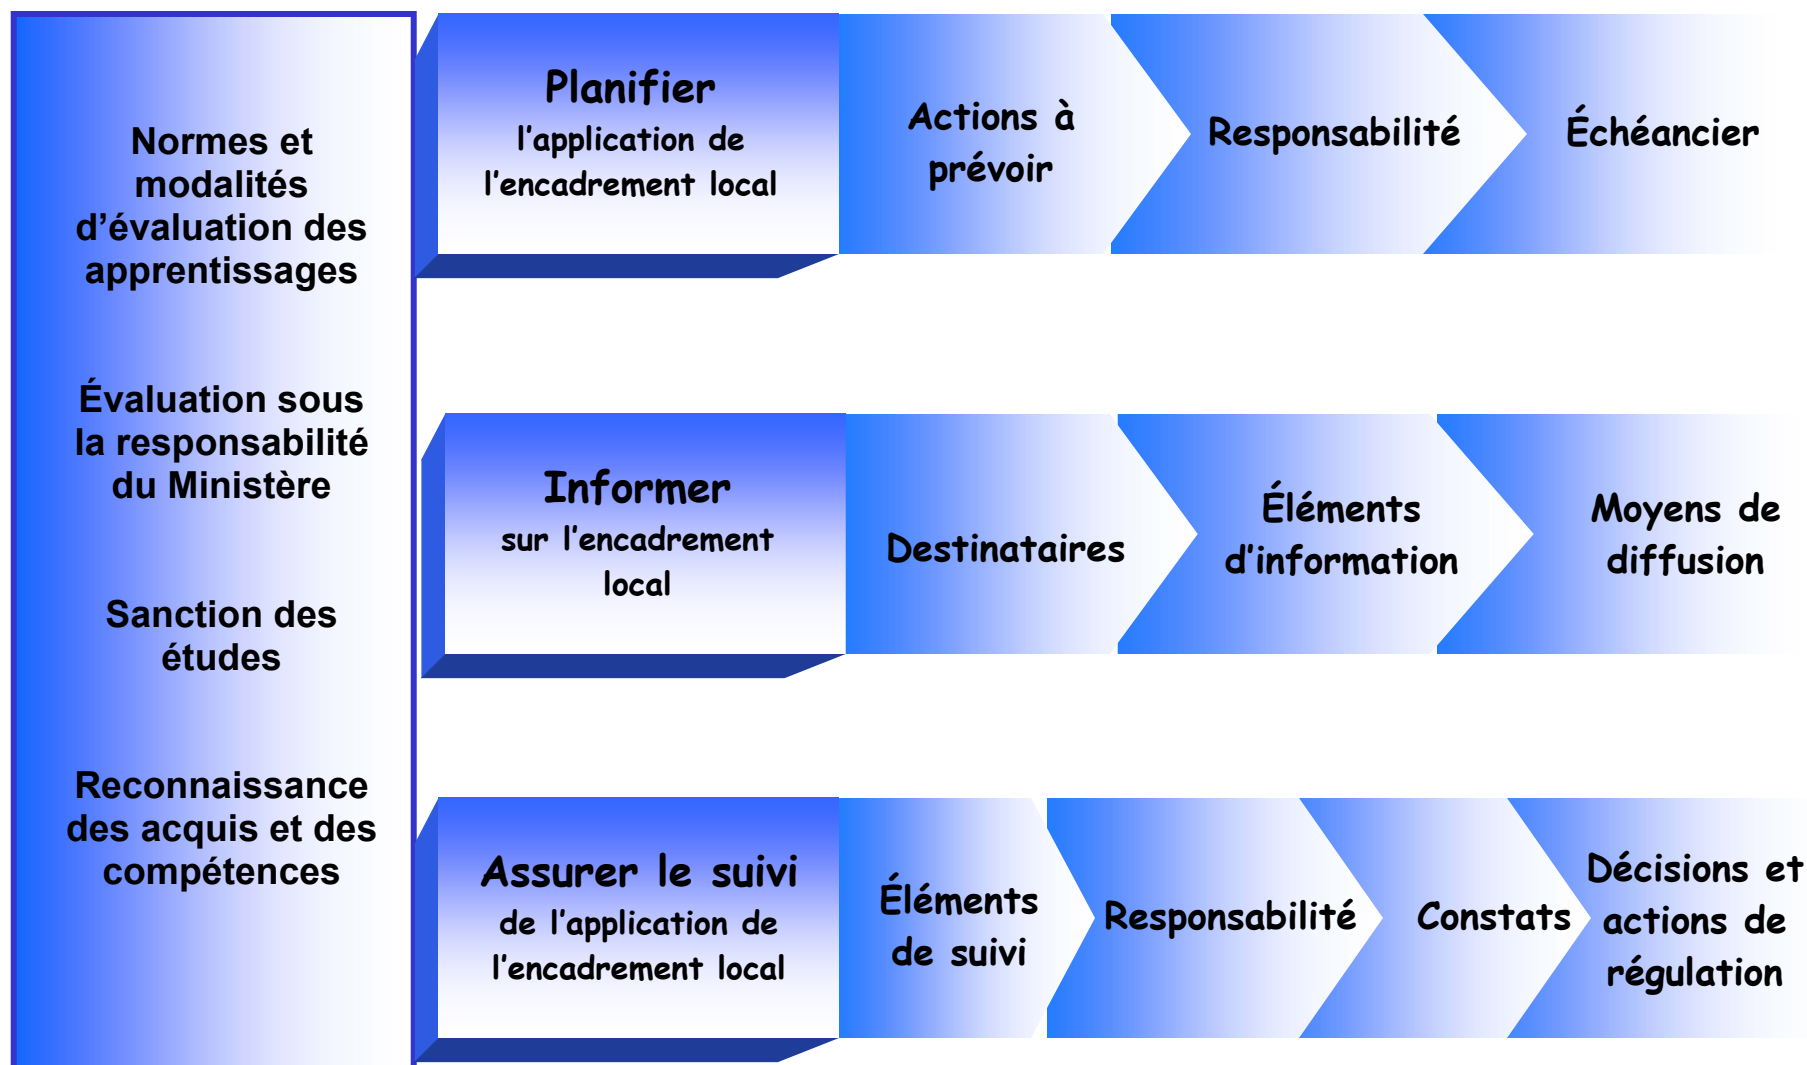 Normes et
modalités
d’évaluation des
apprentissages
Évaluation sous
la responsabilité
du Ministère
Sanction des
études
Reconnaissance
des acquis et des
compétences
Planifier
l’application de
l’encadrement local
Actions à
prévoir
Responsabilité
Échéancier
Informer
sur l’encadrement
local
Destinataires
Éléments
d’information
Moyens de
diffusion
Assurer le suivi
de l’application de
l’encadrement local
Éléments
de suivi
Responsabilité
Constats
Décisions et
actions de
régulation